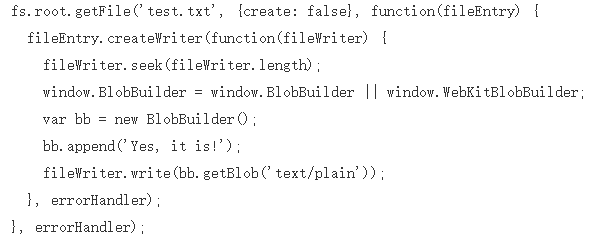 fs.root.getFile('test.txt', {create: false}, function(fileEntry) {
  fileEntry.createWriter(function(fileWriter) {
    fileWriter.seek(fileWriter.length);
    window.BlobBuilder = window.BlobBuilder || window.WebKitBlobBuilder;
    var bb = new BlobBuilder();
    bb.append('Yes, it is!');
    fileWriter.write(bb.getBlob('text/plain'));
  }, errorHandler);
}, errorHandler);